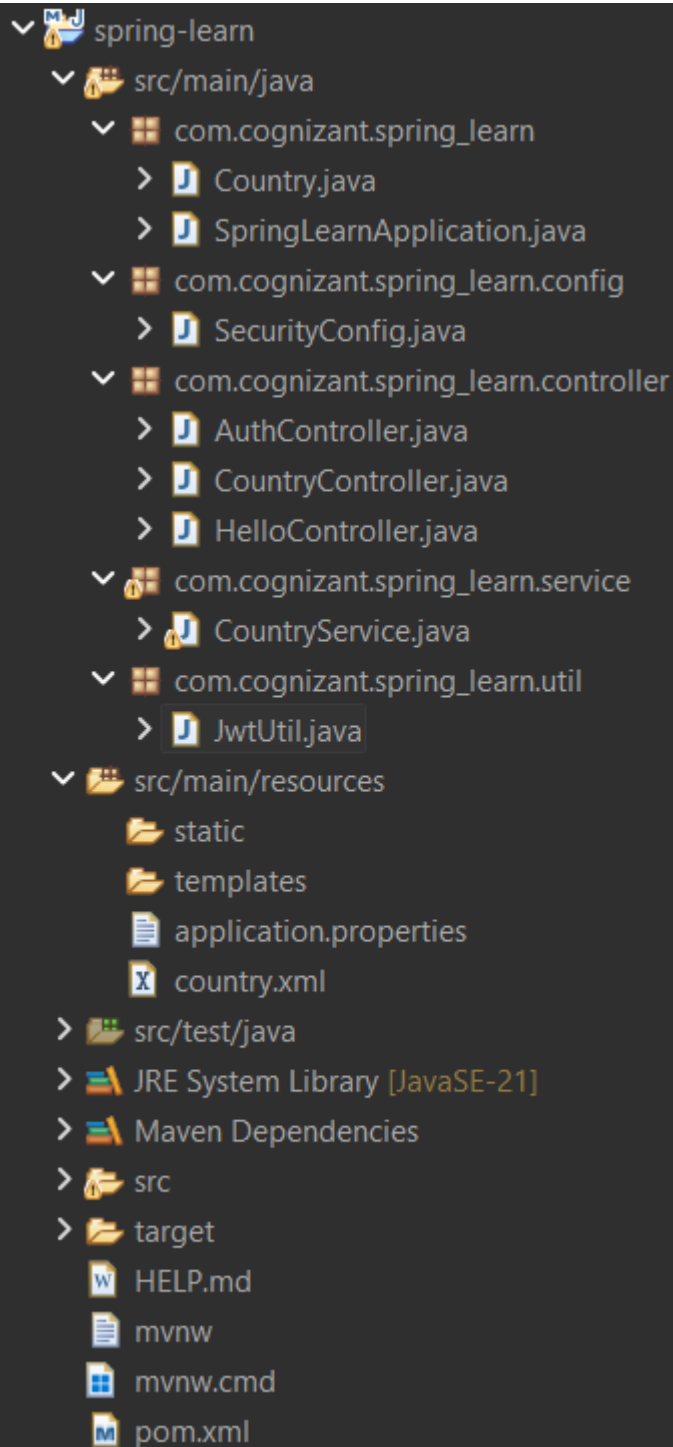 spring-learn
src/main/java
com.cognizant.spring_learn
Country.java
SpringLearnApplication.java
com.cognizant.spring_learn.config
SecurityConfig.java
com.cognizant.spring_learn.controller
AuthController.java
CountryController.java
HelloController.java
com.cognizant.spring_learn.service
CountryService.java
com.cognizant.spring_learn.util
JwtUtil.java
src/main/resources
static
templates
application.properties
country.xml
src/test/java
JRE System Library [JavaSE-21]
Maven Dependencies
src
target
HELP.md
mvnw
mvnw.cmd
pom.xml